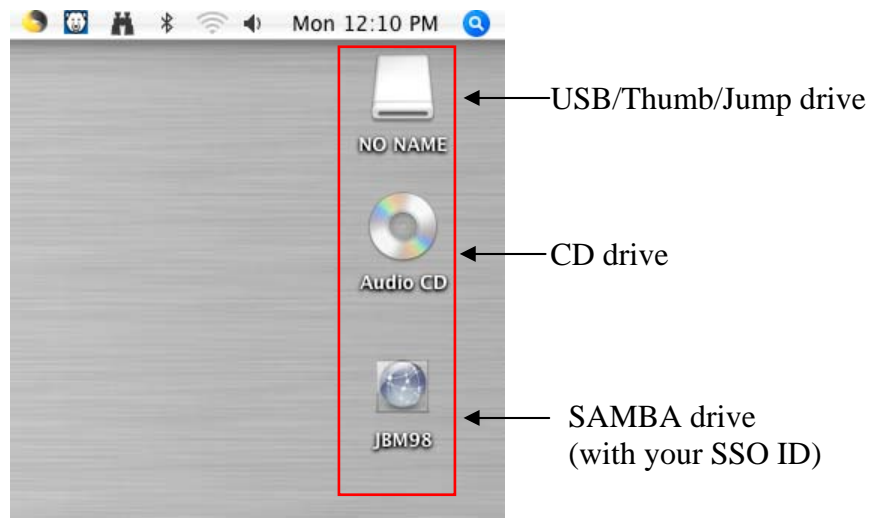 Mon 12:10 PM
USB/Thumb/Jump drive
NO NAME
CD drive
Audio CD
SAMBA drive
(with your SSO ID)
JBM98